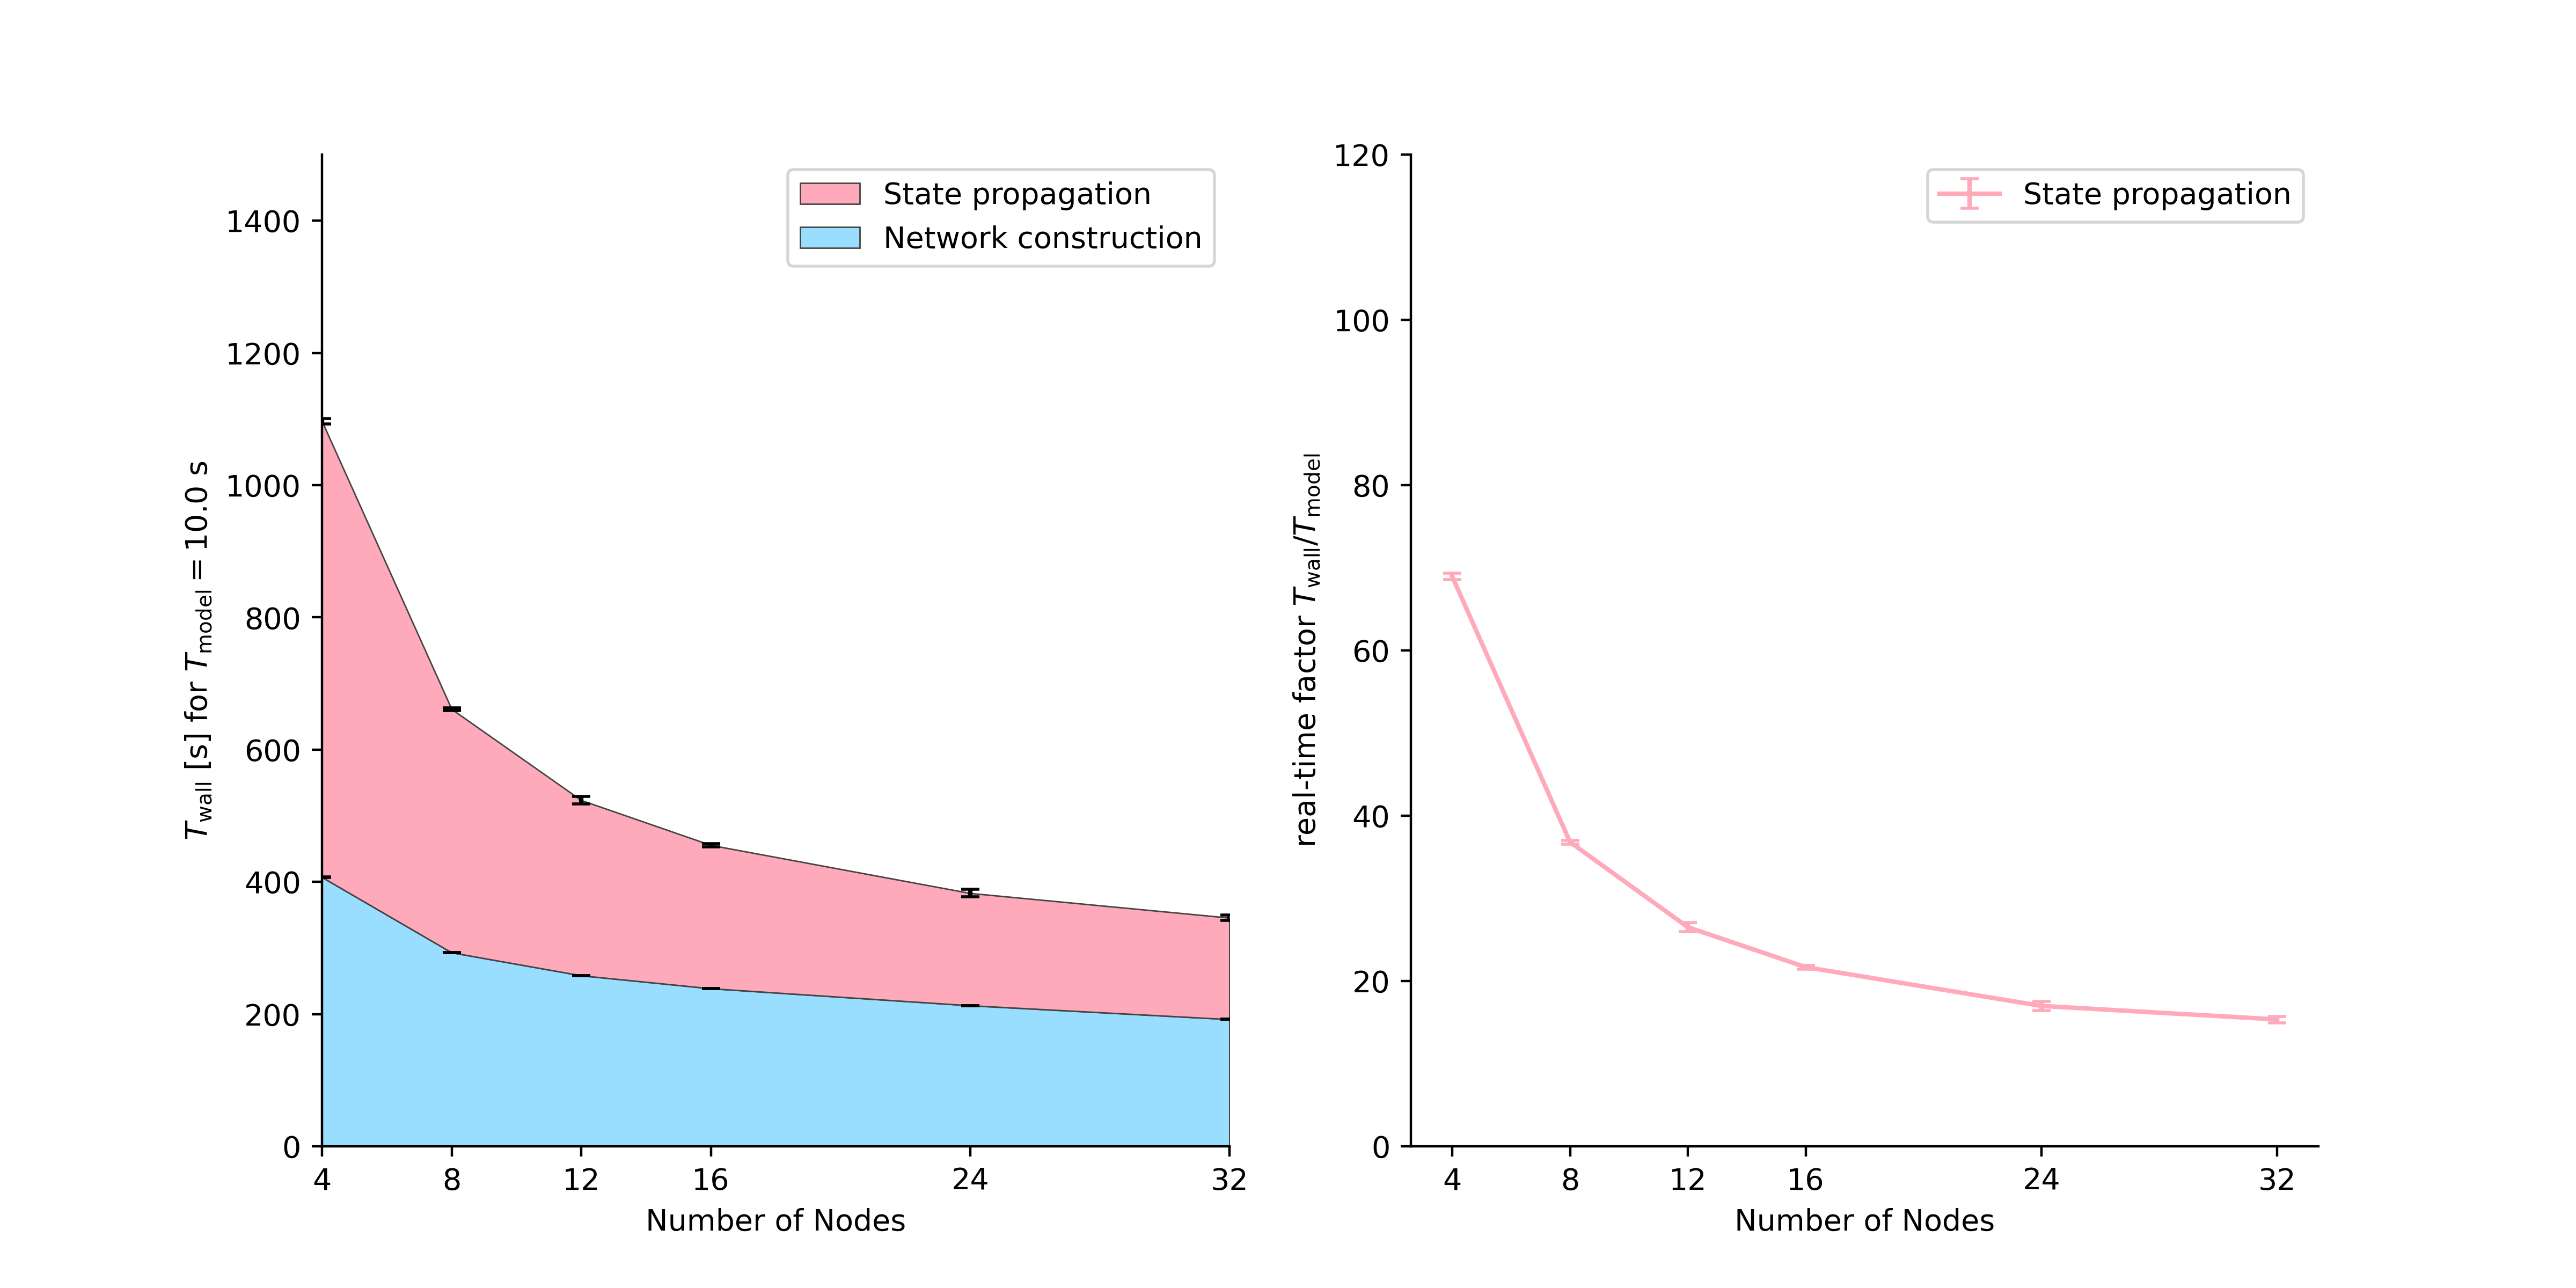 1400
1200
1000
800
600
400
200
0
4 8 12 16 24 32
Number of Nodes
T_wall [s] for T_model = 10.0 s
State propagation
Network construction
120
100
80
60
40
20
0
4 8 12 16 24 32
Number of Nodes
real-time factor T_wall/T_model
State propagation